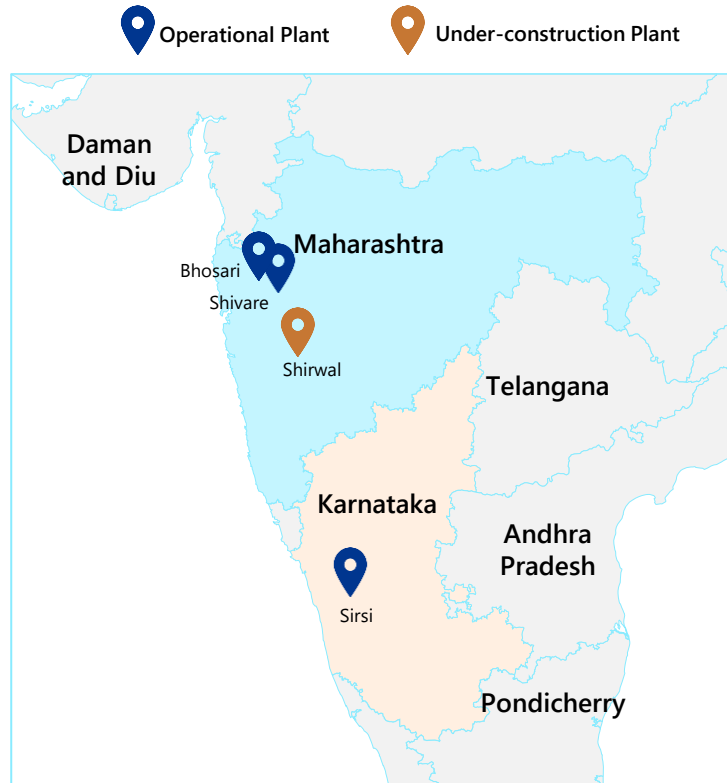 Operational Plant
Under-construction Plant
Daman
and Diu
Maharashtra
Bhosari
Shivare
Shirwal
Telangana
Karnataka
Andhra
Pradesh
Sirsi
Pondicherry